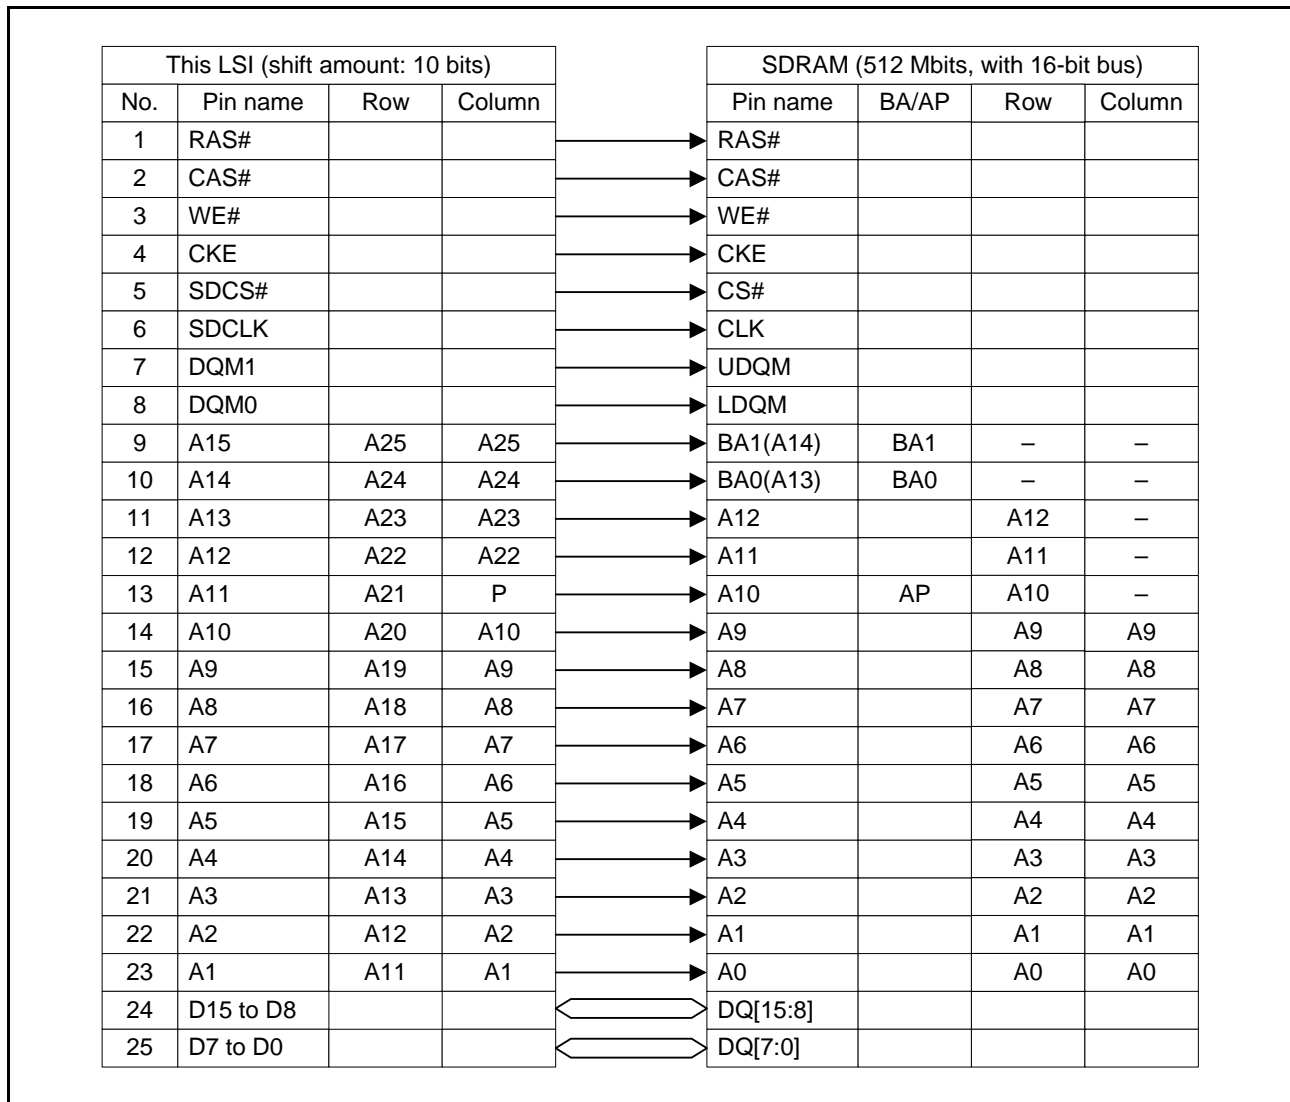 This LSI (shift amount: 10 bits) SDRAM (512 Mbits, with 16-bit bus)
No. Pin name Row Column Pin name BA/AP Row Column
1 RAS# RAS#
2 CAS# CAS#
3 WE# WE#
4 CKE CKE
5 SDCS# CS#
6 SDCLK CLK
7 DQM1 UDQM
8 DQM0 LDQM
9 A15 A25 A25 BA1(A14) BA1 – –
10 A14 A24 A24 BA0(A13) BA0 – –
11 A13 A23 A23 A12 A12 –
12 A12 A22 A22 A11 A11 –
13 A11 A21 P A10 AP A10 –
14 A10 A20 A10 A9 A9 A9
15 A9 A19 A9 A8 A8 A8
16 A8 A18 A8 A7 A7 A7
17 A7 A17 A7 A6 A6 A6
18 A6 A16 A6 A5 A5 A5
19 A5 A15 A5 A4 A4 A4
20 A4 A14 A4 A3 A3 A3
21 A3 A13 A3 A2 A2 A2
22 A2 A12 A2 A1 A1 A1
23 A1 A11 A1 A0 A0 A0
24 D15 to D8 DQ[15:8]
25 D7 to D0 DQ[7:0]